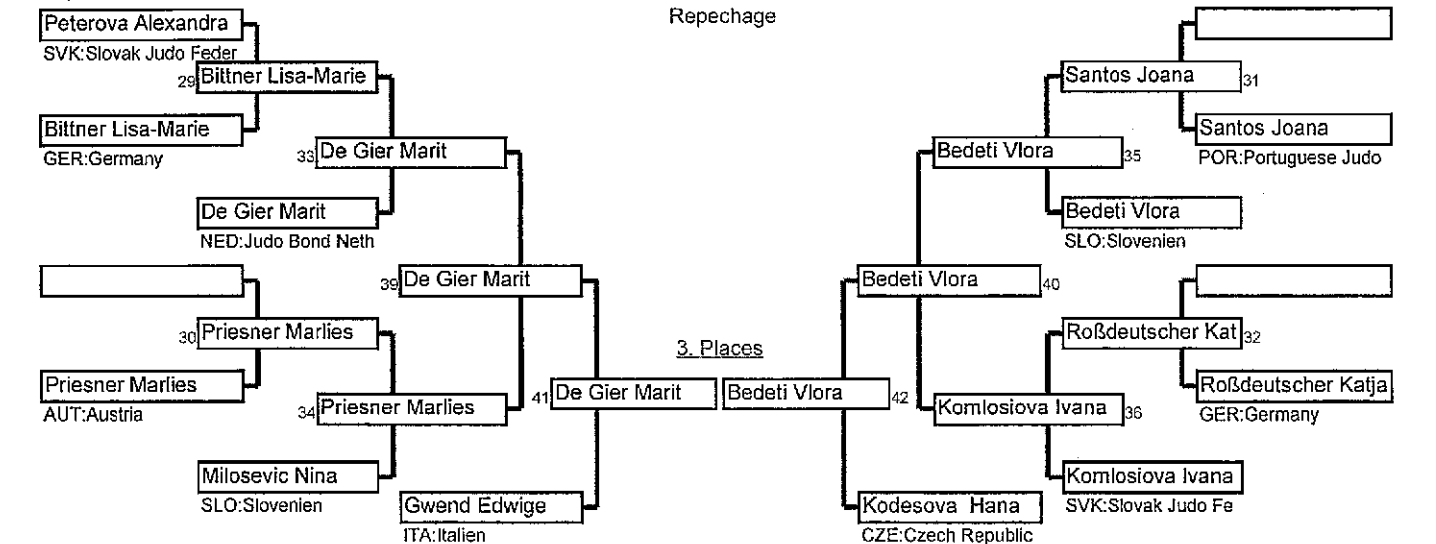 Repechage
Peterova Alexandra
SVK:Slovak Judo Feder
29 Bittner Lisa-Marie
Bittner Lisa-Marie
GER:Germany
33 De Gier Marit
De Gier Marit
NED:Judo Bond Neth
39 De Gier Marit
30 Priesner Marlies
Priesner Marlies
AUT:Austria
34 Priesner Marlies
Milosevic Nina
SLO:Slovenien
41 De Gier Marit
Gwend Edwige
ITA:Italien
3. Places
Santos Joana 31
Santos Joana
POR:Portuguese Judo
Bedeti Vlora 35
Bedeti Vlora
SLO:Slovenien
Bedeti Vlora 40
Roßdeutscher Kat 32
Roßdeutscher Katja
GER:Germany
Bedeti Vlora 42
Komlosiova Ivana 36
Komlosiova Ivana
SVK:Slovak Judo Fe
Kodesova Hana
CZE:Czech Republic